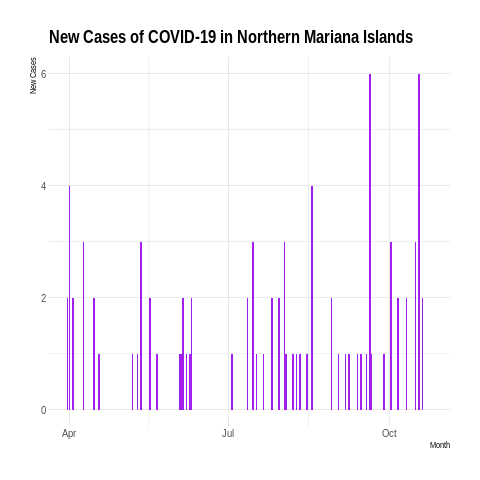 New Cases of COVID-19 in Northern Mariana Islands
New Cases
6
4
2
0
Apr Jul Oct
Month